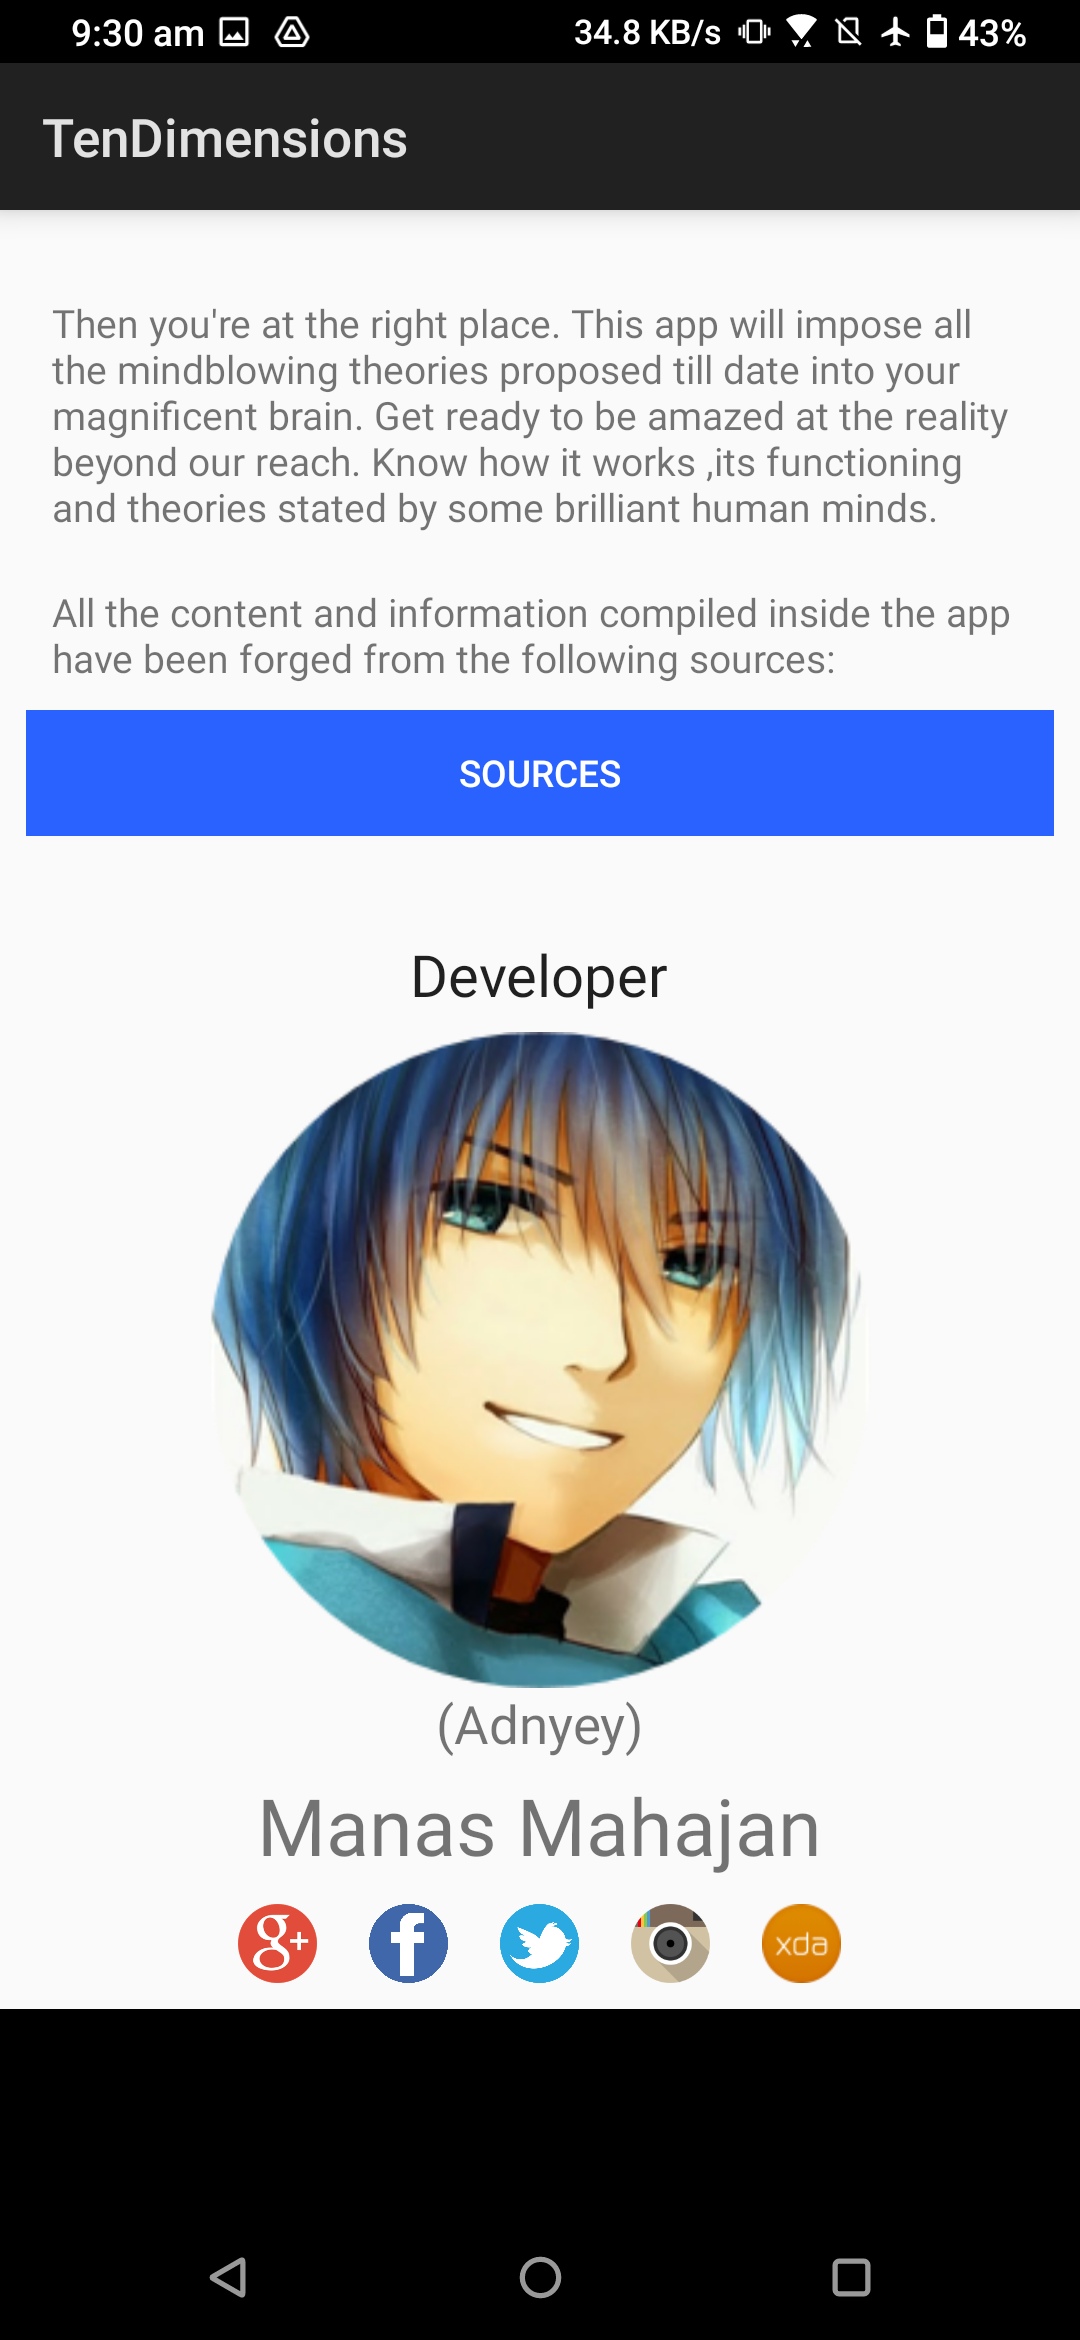 9:30 am
34.8 KB/s
43%
TenDimensions
Then you're at the right place. This app will impose all
the mindblowing theories proposed till date into your
magnificent brain. Get ready to be amazed at the reality
beyond our reach. Know how it works ,its functioning
and theories stated by some brilliant human minds.
All the content and information compiled inside the app
have been forged from the following sources:
SOURCES
Developer
(Adnyey)
Manas Mahajan
g+
f
xda